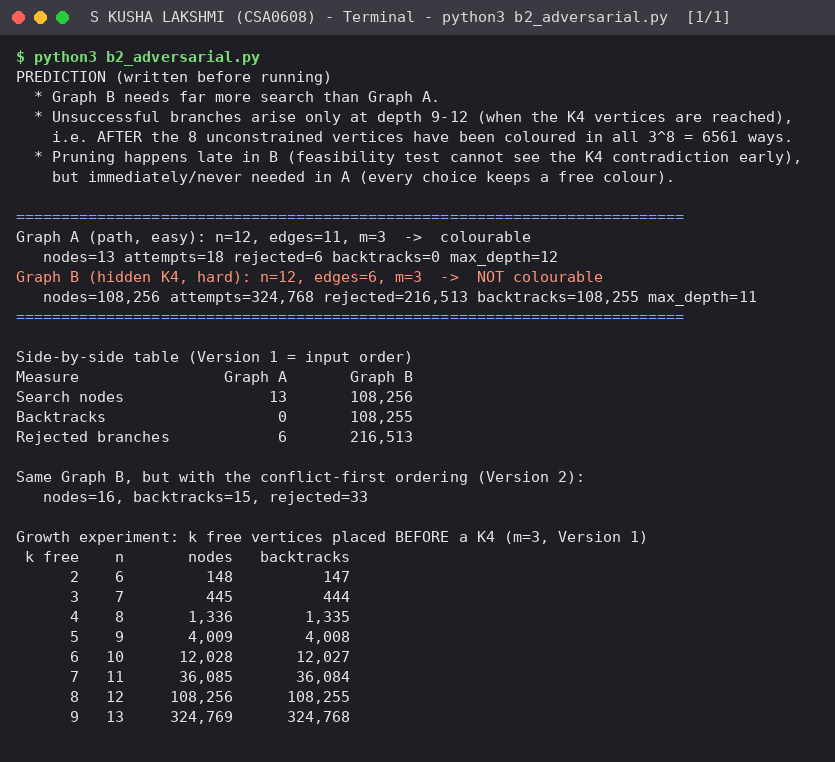 S KUSHA LAKSHMI (CSA0608) - Terminal - python3 b2_adversarial.py  [1/1]
$ python3 b2_adversarial.py
PREDICTION (written before running)
  * Graph B needs far more search than Graph A.
  * Unsuccessful branches arise only at depth 9-12 (when the K4 vertices are reached),
    i.e. AFTER the 8 unconstrained vertices have been coloured in all 3^8 = 6561 ways.
  * Pruning happens late in B (feasibility test cannot see the K4 contradiction early),
    but immediately/never needed in A (every choice keeps a free colour).
==========================================================================
Graph A (path, easy): n=12, edges=11, m=3  ->  colourable
   nodes=13 attempts=18 rejected=6 backtracks=0 max_depth=12
Graph B (hidden K4, hard): n=12, edges=6, m=3  ->  NOT colourable
   nodes=108,256 attempts=324,768 rejected=216,513 backtracks=108,255 max_depth=11
==========================================================================
Side-by-side table (Version 1 = input order)
Measure                Graph A       Graph B
Search nodes                13       108,256
Backtracks                   0       108,255
Rejected branches            6       216,513
Same Graph B, but with the conflict-first ordering (Version 2):
   nodes=16, backtracks=15, rejected=33
Growth experiment: k free vertices placed BEFORE a K4 (m=3, Version 1)
 k free    n       nodes   backtracks
      2    6         148          147
      3    7         445          444
      4    8       1,336        1,335
      5    9       4,009        4,008
      6   10      12,028       12,027
      7   11      36,085       36,084
      8   12     108,256      108,255
      9   13     324,769      324,768